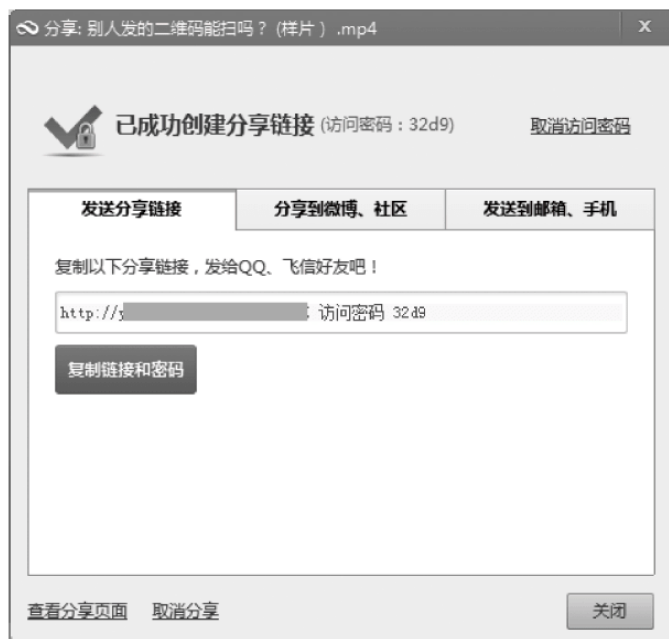 分享: 别人发的二维码能扫吗？ (样片) .mp4
X
已成功创建分享链接 (访问密码：32d9) 取消访问密码
发送分享链接 分享到微博、社区 发送到邮箱、手机
复制以下分享链接，发给QQ、飞信好友吧！
http:// 访问密码 32d9
复制链接和密码
查看分享页面 取消分享 关闭